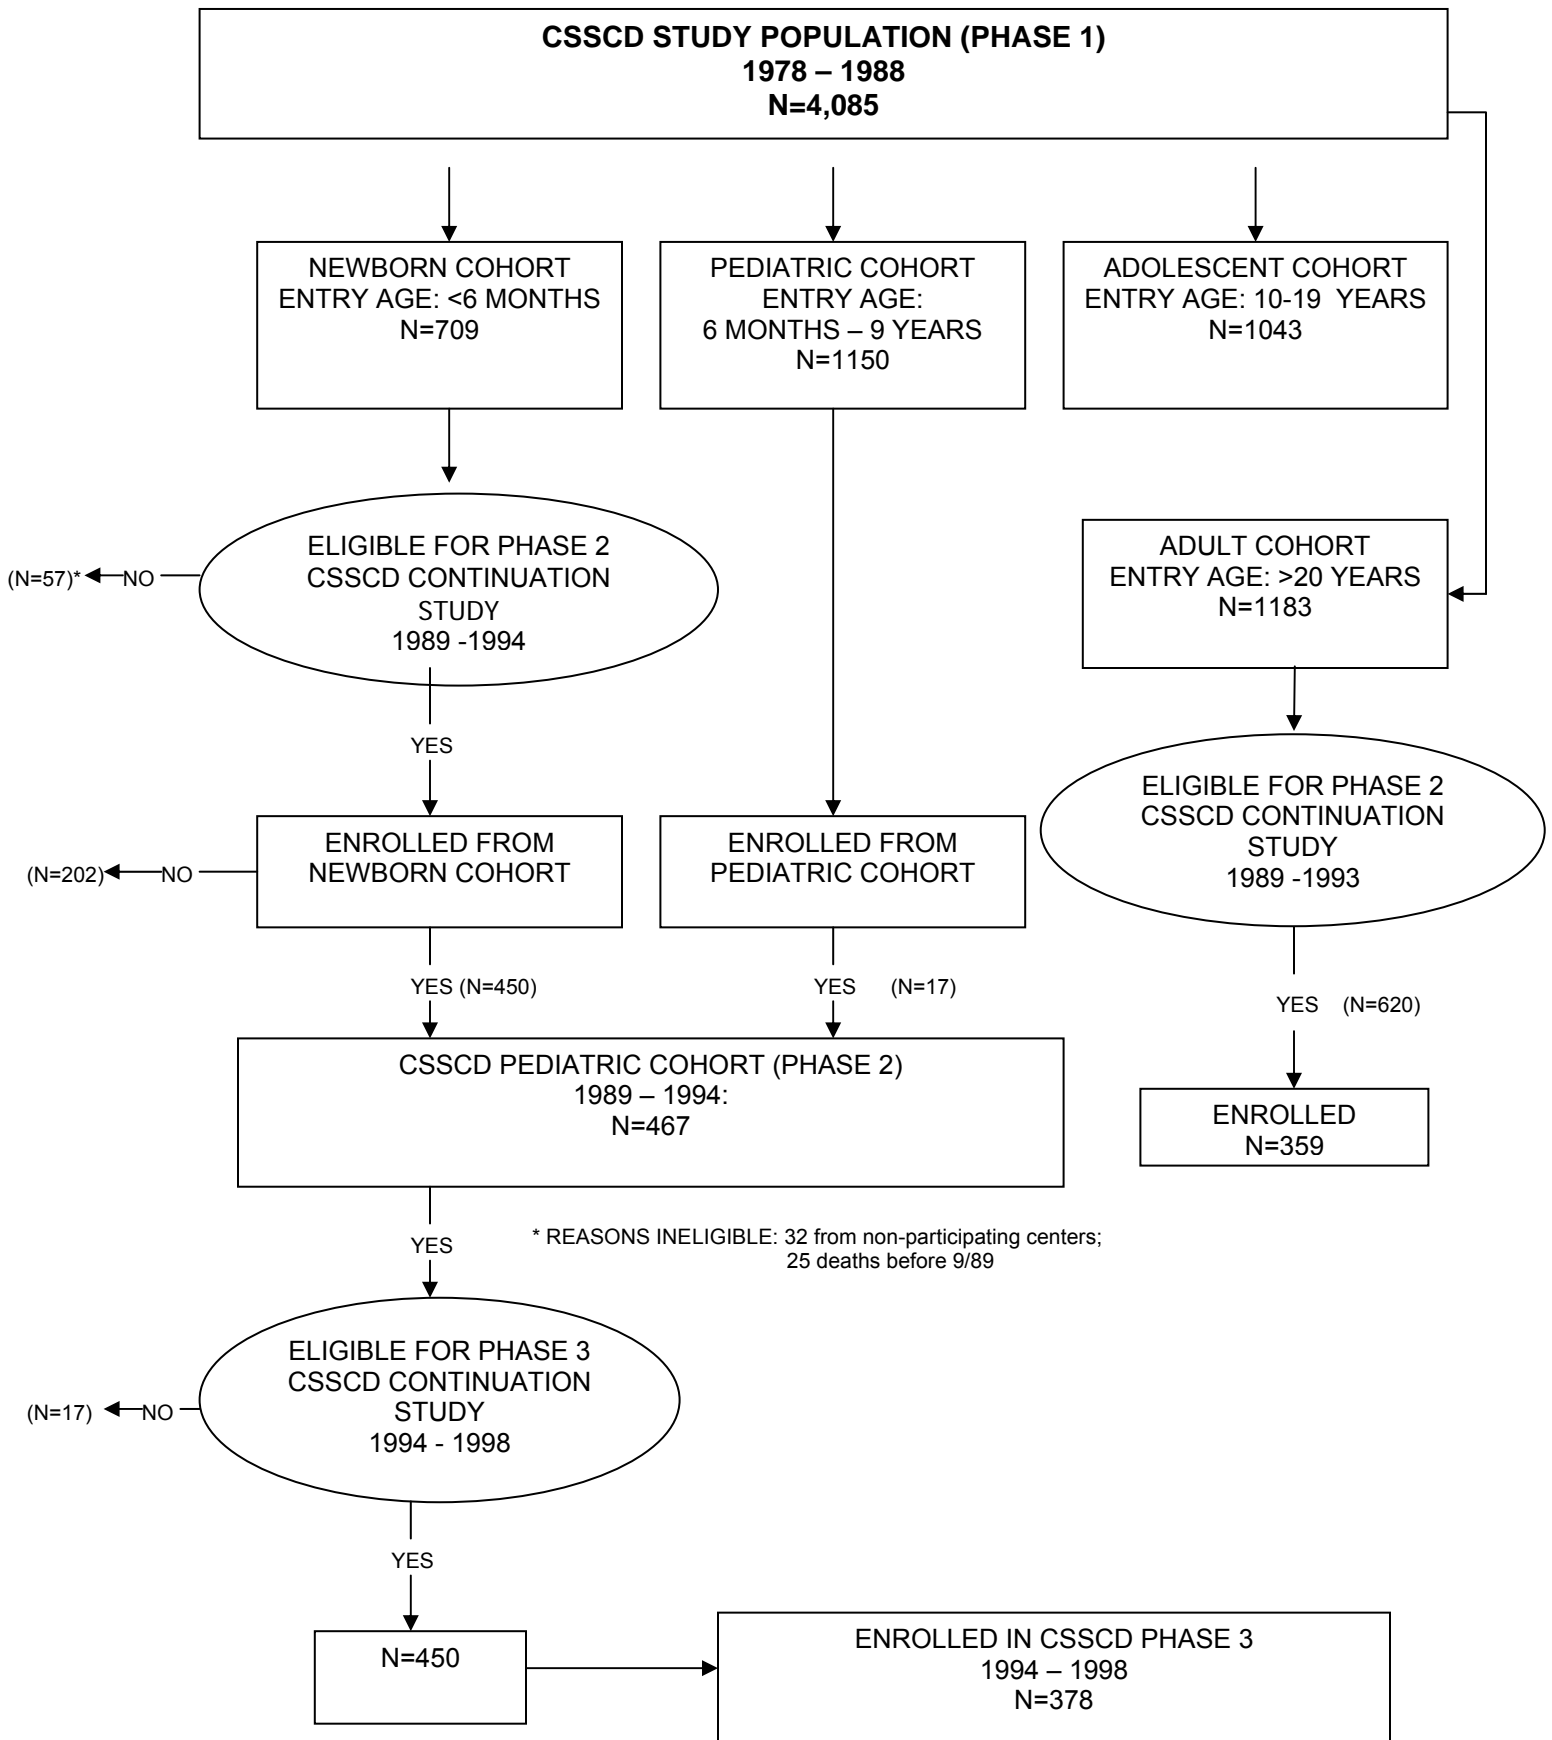 CSSCD STUDY POPULATION (PHASE 1)
1978 – 1988
N=4,085
NEWBORN COHORT
ENTRY AGE: <6 MONTHS
N=709
PEDIATRIC COHORT
ENTRY AGE:
6 MONTHS – 9 YEARS
N=1150
ADOLESCENT COHORT
ENTRY AGE: 10-19 YEARS
N=1043
ELIGIBLE FOR PHASE 2
CSSCD CONTINUATION
STUDY
1989 -1994
(N=57)*
NO
ADULT COHORT
ENTRY AGE: >20 YEARS
N=1183
YES
ELIGIBLE FOR PHASE 2
CSSCD CONTINUATION
STUDY
1989 -1993
ENROLLED FROM
NEWBORN COHORT
(N=202)
NO
ENROLLED FROM
PEDIATRIC COHORT
YES (N=450)
YES (N=17)
YES (N=620)
CSSCD PEDIATRIC COHORT (PHASE 2)
1989 – 1994:
N=467
ENROLLED
N=359
YES
* REASONS INELIGIBLE: 32 from non-participating centers;
25 deaths before 9/89
ELIGIBLE FOR PHASE 3
CSSCD CONTINUATION
STUDY
1994 - 1998
(N=17)
NO
YES
N=450
ENROLLED IN CSSCD PHASE 3
1994 – 1998
N=378